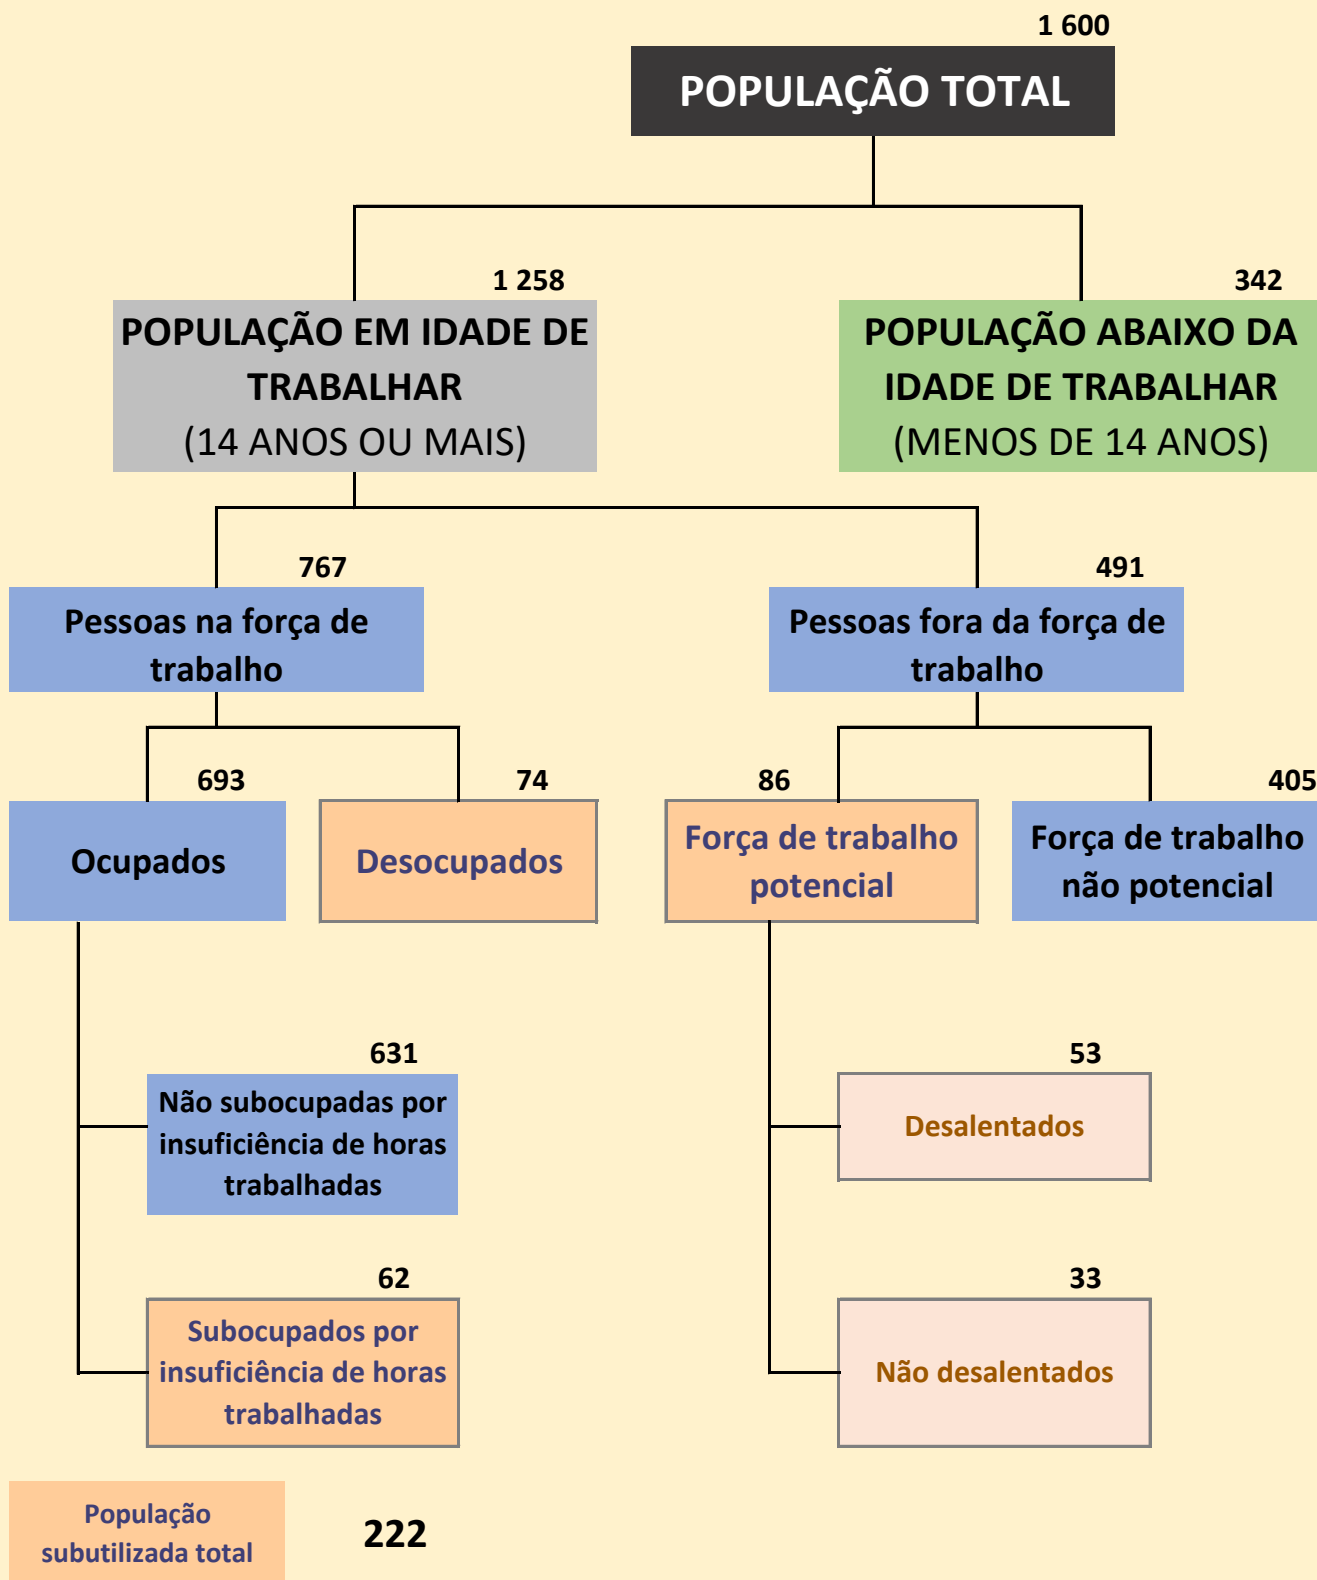 1 600
POPULAÇÃO TOTAL
1 258
POPULAÇÃO EM IDADE DE
TRABALHAR
(14 ANOS OU MAIS)
342
POPULAÇÃO ABAIXO DA
IDADE DE TRABALHAR
(MENOS DE 14 ANOS)
767
Pessoas na força de
trabalho
491
Pessoas fora da força de
trabalho
693
Ocupados
74
Desocupados
86
Força de trabalho
potencial
405
Força de trabalho
não potencial
631
Não subocupadas por
insuficiência de horas
trabalhadas
53
Desalentados
62
Subocupados por
insuficiência de horas
trabalhadas
33
Não desalentados
População
subutilizada total
222